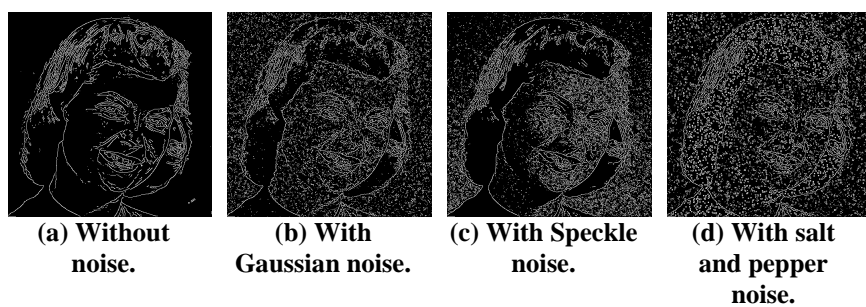 (a) Without
noise.
(b) With
Gaussian noise.
(c) With Speckle
noise.
(d) With salt
and pepper
noise.